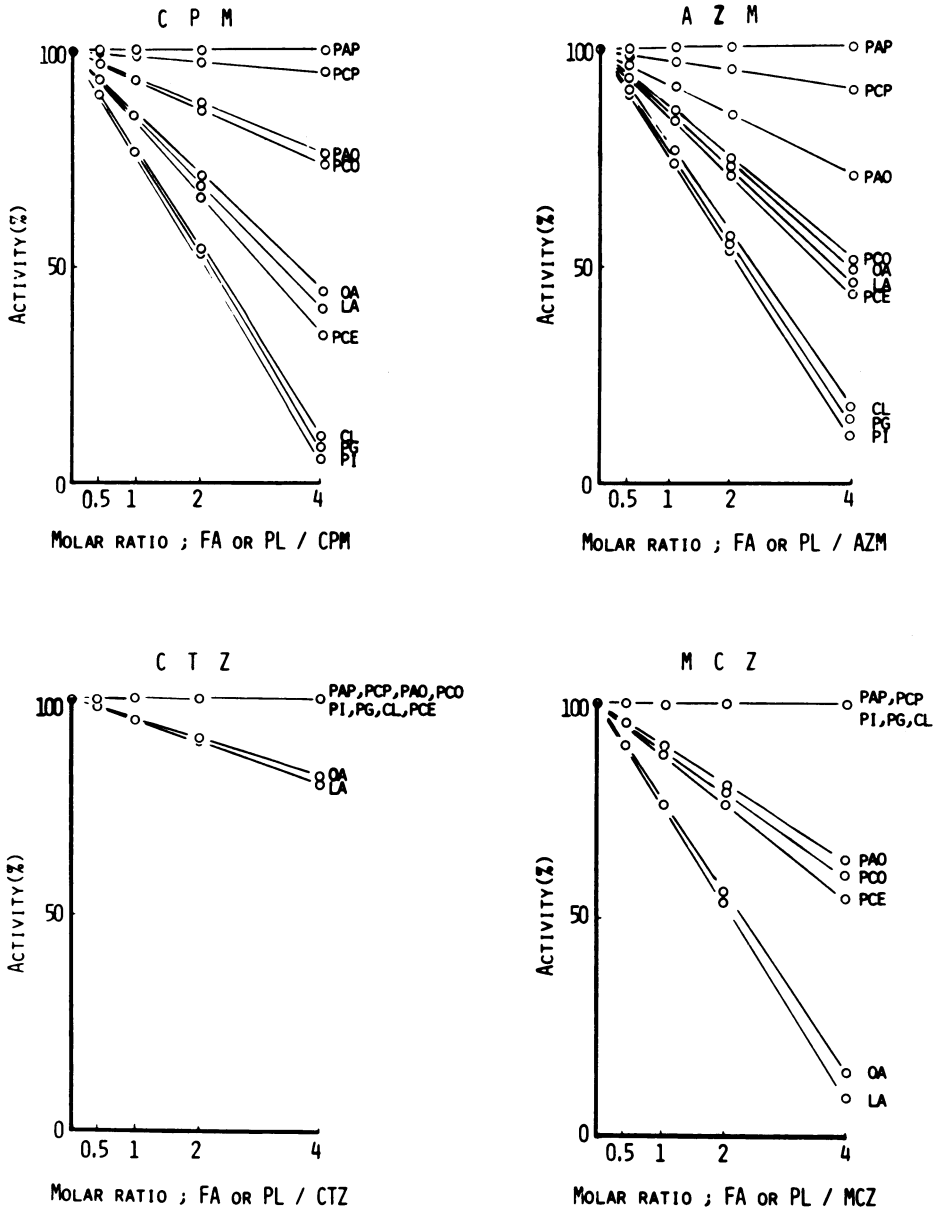 C P M
100
50
0
ACTIVITY(%)
PAP
PCP
PAO
PCO
OA
LA
PCE
CL
PG
PI
0.5 1 2 4
MOLAR RATIO ; FA OR PL / CPM
A Z M
100
50
0
ACTIVITY(%)
PAP
PCP
PAO
PCO
OA
LA
PCE
CL
PG
PI
0.5 1 2 4
MOLAR RATIO ; FA OR PL / AZM
C T Z
100
50
0
ACTIVITY(%)
PAP,PCP,PAO,PCO
PI,PG,CL,PCE
OA
LA
0.5 1 2 4
MOLAR RATIO ; FA OR PL / CTZ
M C Z
100
50
0
ACTIVITY(%)
PAP,PCP
PI,PG,CL
PAO
PCO
PCE
OA
LA
0.5 1 2 4
MOLAR RATIO ; FA OR PL / MCZ